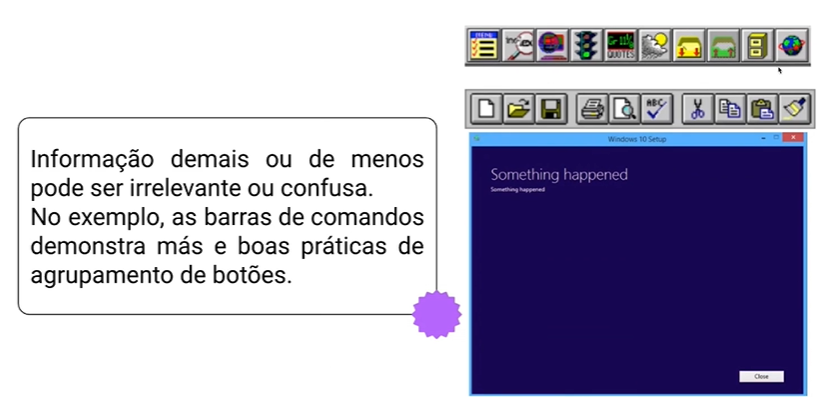 Informação demais ou de menos
pode ser irrelevante ou confusa.
No exemplo, as barras de comandos
demonstra más e boas práticas de
agrupamento de botões.
MENU
QUOTES
ABC
Windows 10 Setup
Something happened
Something happened
Close